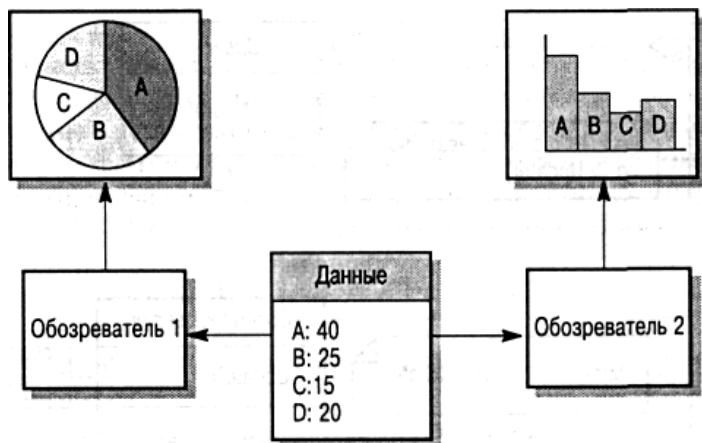 D
A
C
B
A
B
C
D
Обозреватель 1
Данные
A: 40
B: 25
C:15
D: 20
Обозреватель 2